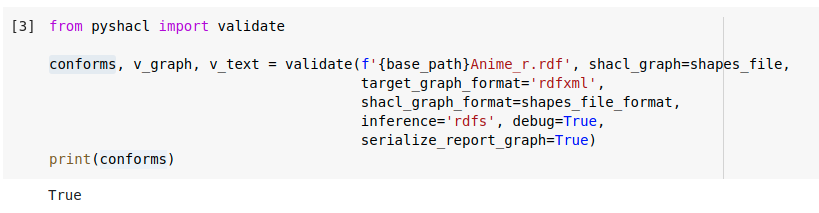 [3] from pyshacl import validate
conforms, v_graph, v_text = validate(f'{base_path}Anime_r.rdf', shacl_graph=shapes_file,
target_graph_format='rdfxml',
shacl_graph_format=shapes_file_format,
inference='rdfs', debug=True,
serialize_report_graph=True)
print(conforms)
True